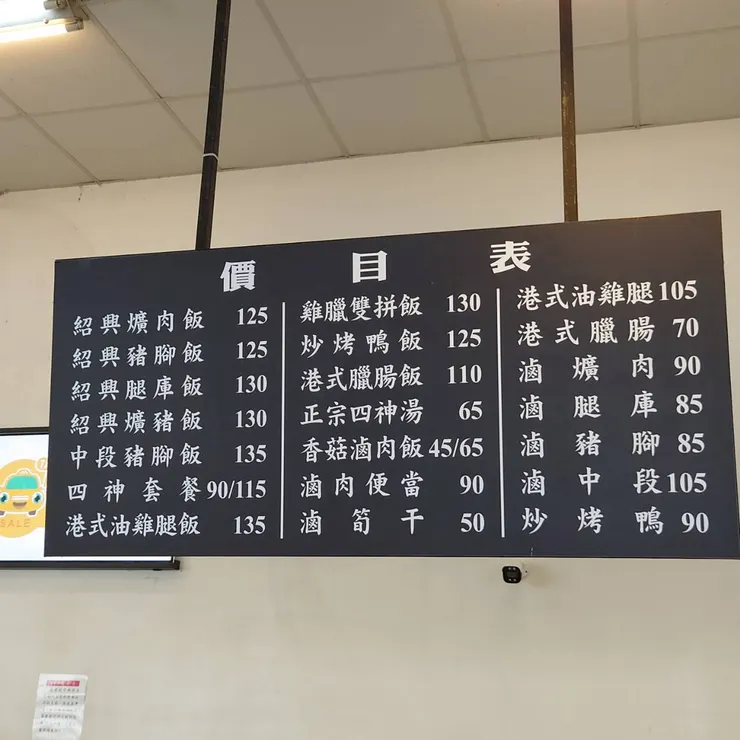 價目表
紹興爌肉飯 125
紹興豬腳飯 125
紹興腿庫飯 130
紹興爌豬飯 130
中段豬腳飯 135
四神套餐 90/115
港式油雞腿飯 135
雞臘雙拼飯 130
炒烤鴨飯 125
港式臘腸飯 110
正宗四神湯 65
香菇滷肉飯 45/65
滷肉便當 90
滷筍干 50
港式油雞腿 105
港式臘腸 70
滷爌肉 90
滷腿庫 85
滷豬腳 85
滷中段 105
炒烤鴨 90
SALE